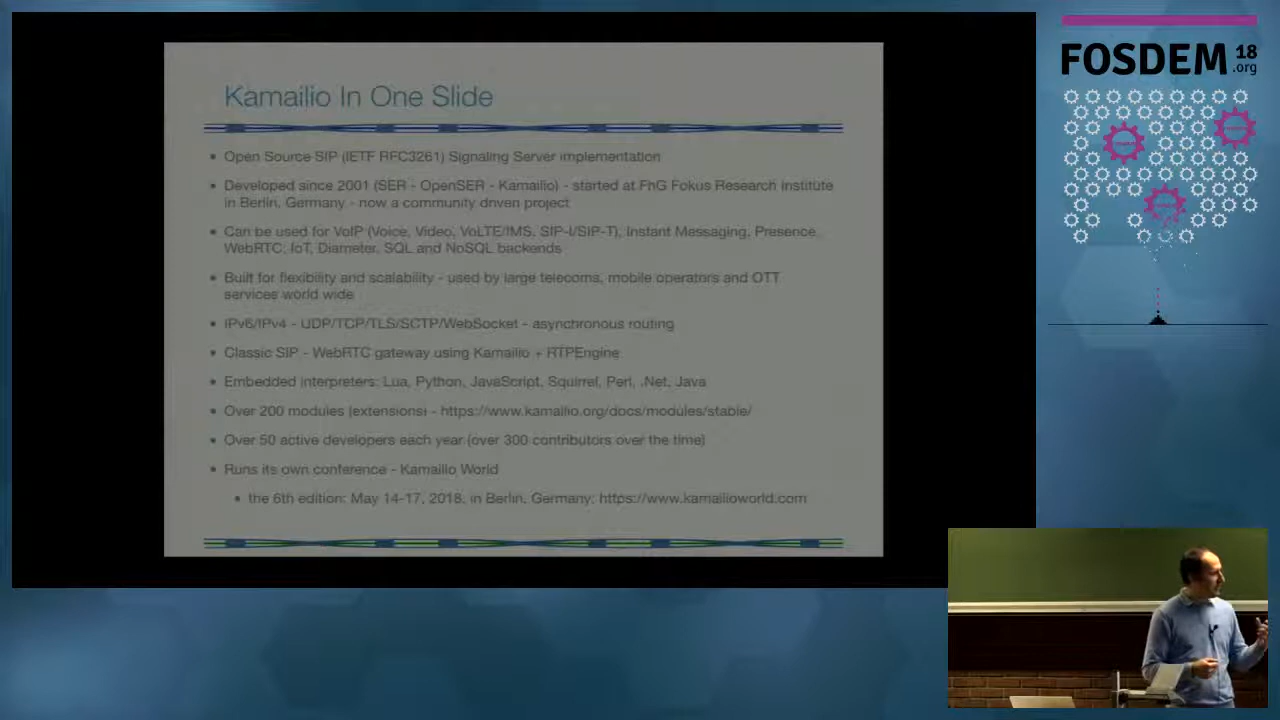 Kamailio In One Slide
• Open Source SIP (IETF RFC3261) Signaling Server implementation
• Developed since 2001 (SER - OpenSER - Kamailio) - started at FhG Fokus Research Institute
in Berlin, Germany - now a community driven project
• Can be used for VoIP (Voice, Video, VoLTE/IMS, SIP-I/SIP-T), Instant Messaging, Presence,
WebRTC, IoT, Diameter, SQL and NoSQL backends
• Built for flexibility and scalability - used by large telecoms, mobile operators and OTT
services world wide
• IPv6/IPv4 - UDP/TCP/TLS/SCTP/WebSocket - asynchronous routing
• Classic SIP - WebRTC gateway using Kamailio + RTPEngine
• Embedded interpreters: Lua, Python, JavaScript, Squirrel, Perl, .Net, Java
• Over 200 modules (extensions) - https://www.kamailio.org/docs/modules/stable/
• Over 50 active developers each year (over 300 contributors over the time)
• Runs its own conference - Kamailio World
• the 6th edition: May 14-17, 2018, in Berlin, Germany: https://www.kamailioworld.com
FOSDEM 18
.org